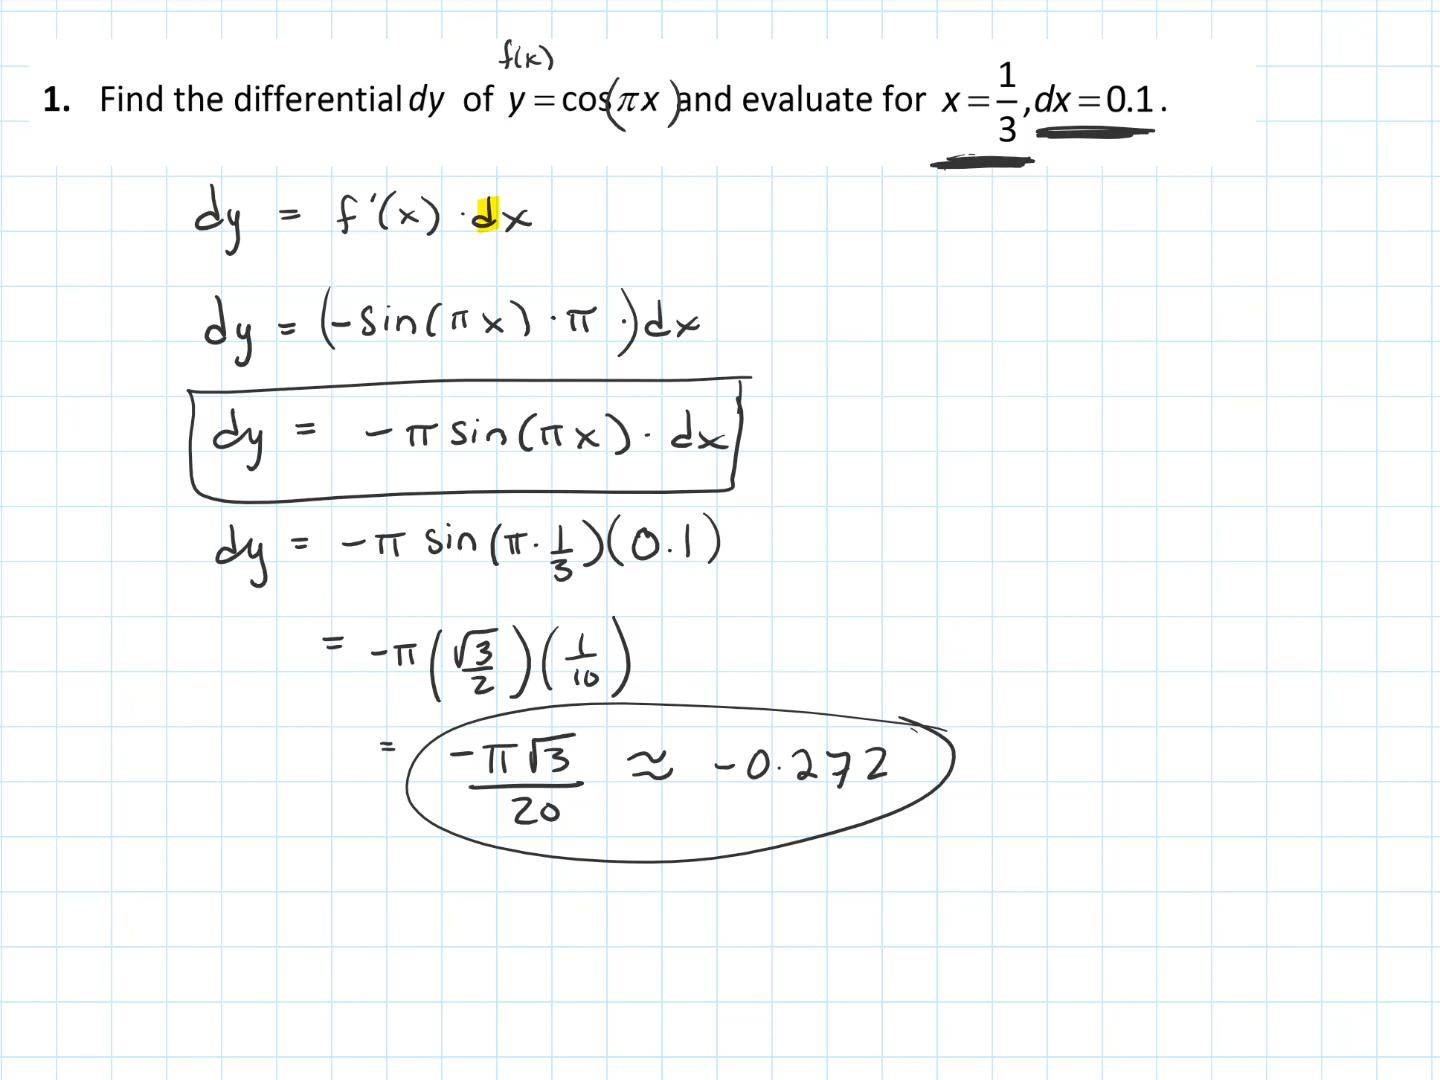 f(x)
1. Find the differential dy of y = cos(πx) and evaluate for x = 1/3, dx = 0.1.
dy = f'(x) · dx
dy = (-sin(πx) · π ·)dx
dy = -π sin(πx) · dx
dy = -π sin(π · 1/3)(0.1)
= -π(√3/2)(1/10)
= -π√3/20 ≈ -0.272